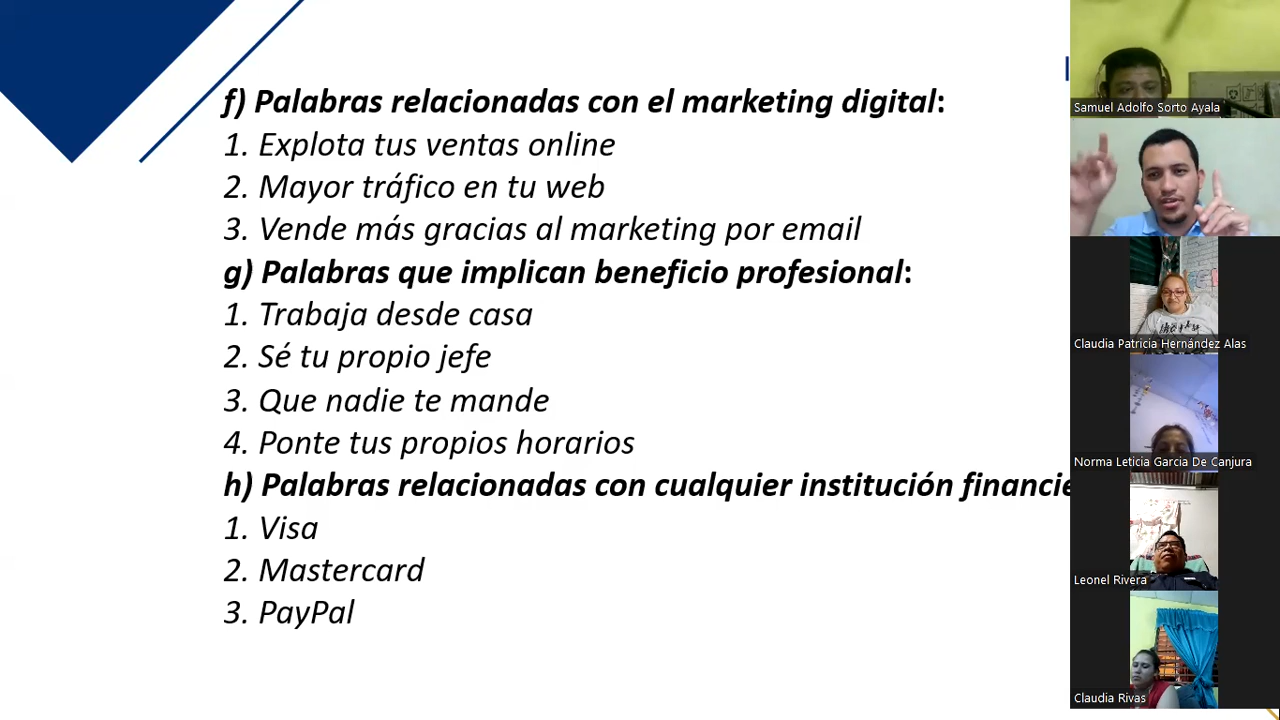 f) Palabras relacionadas con el marketing digital:
1. Explota tus ventas online
2. Mayor tráfico en tu web
3. Vende más gracias al marketing por email
g) Palabras que implican beneficio profesional:
1. Trabaja desde casa
2. Sé tu propio jefe
3. Que nadie te mande
4. Ponte tus propios horarios
h) Palabras relacionadas con cualquier institución financie
1. Visa
2. Mastercard
3. PayPal
Samuel Adolfo Sorto Ayala
Claudia Patricia Hernández Alas
Norma Leticia Garcia De Canjura
Leonel Rivera
Claudia Rivas